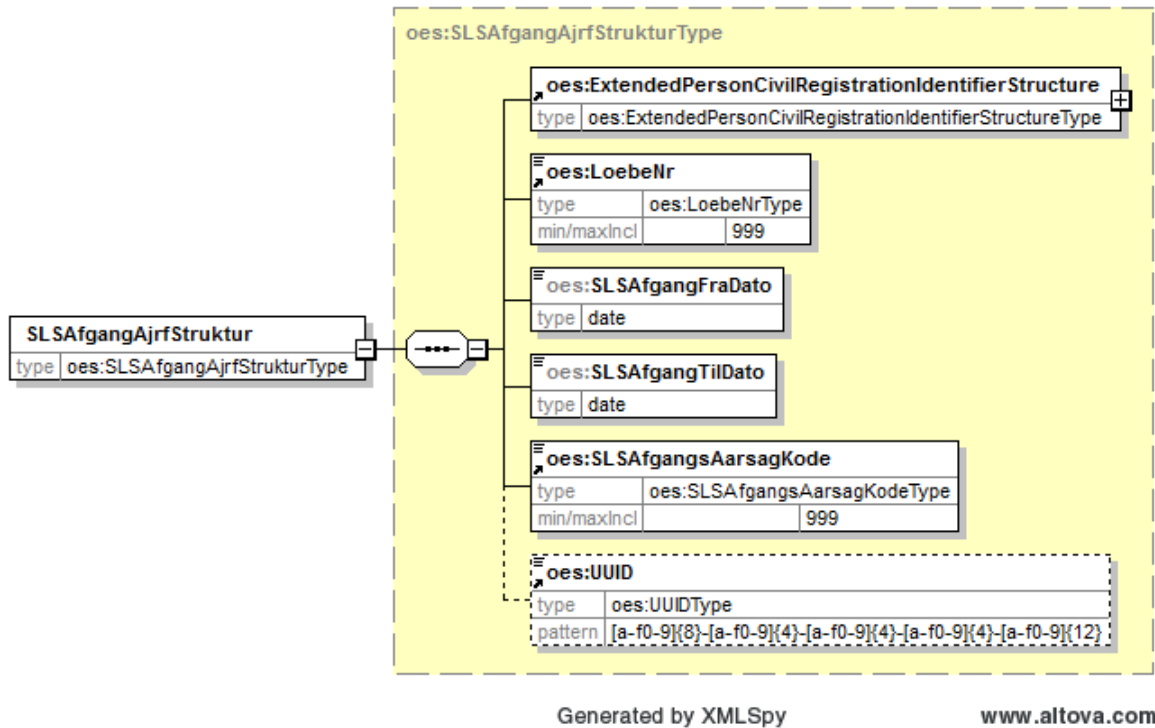 oes:SLSAfgangAjrfStrukturType
oes:ExtendedPersonCivilRegistrationIdentifierStructure
type oes:ExtendedPersonCivilRegistrationIdentifierStructureType
oes:LoebeNr
type oes:LoebeNrType
min/maxIncl 999
oes:SLSAfgangFraDato
type date
SLSAfgangAjrfStruktur
type oes:SLSAfgangAjrfStrukturType
oes:SLSAfgangTilDato
type date
oes:SLSAfgangsAarsagKode
type oes:SLSAfgangsAarsagKodeType
min/maxIncl 999
oes:UUID
type oes:UUIDType
pattern [a-f0-9]{8}-[a-f0-9]{4}-[a-f0-9]{4}-[a-f0-9]{4}-[a-f0-9]{12}
Generated by XMLSpy www.altova.com